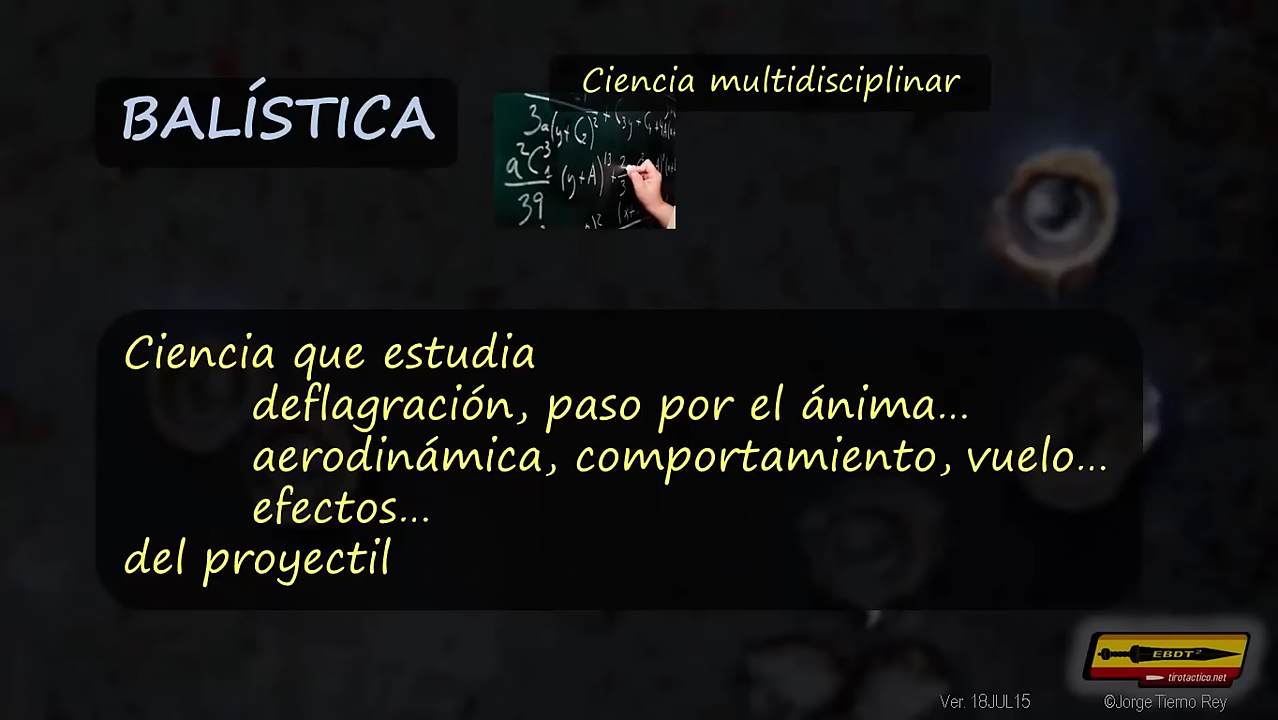 Ciencia multidisciplinar
BALÍSTICA
Ciencia que estudia
deflagración, paso por el ánima...
aerodinámica, comportamiento, vuelo...
efectos...
del proyectil
EBDT²
tirotactico.net
Ver. 18JUL15 ©Jorge Tierno Rey